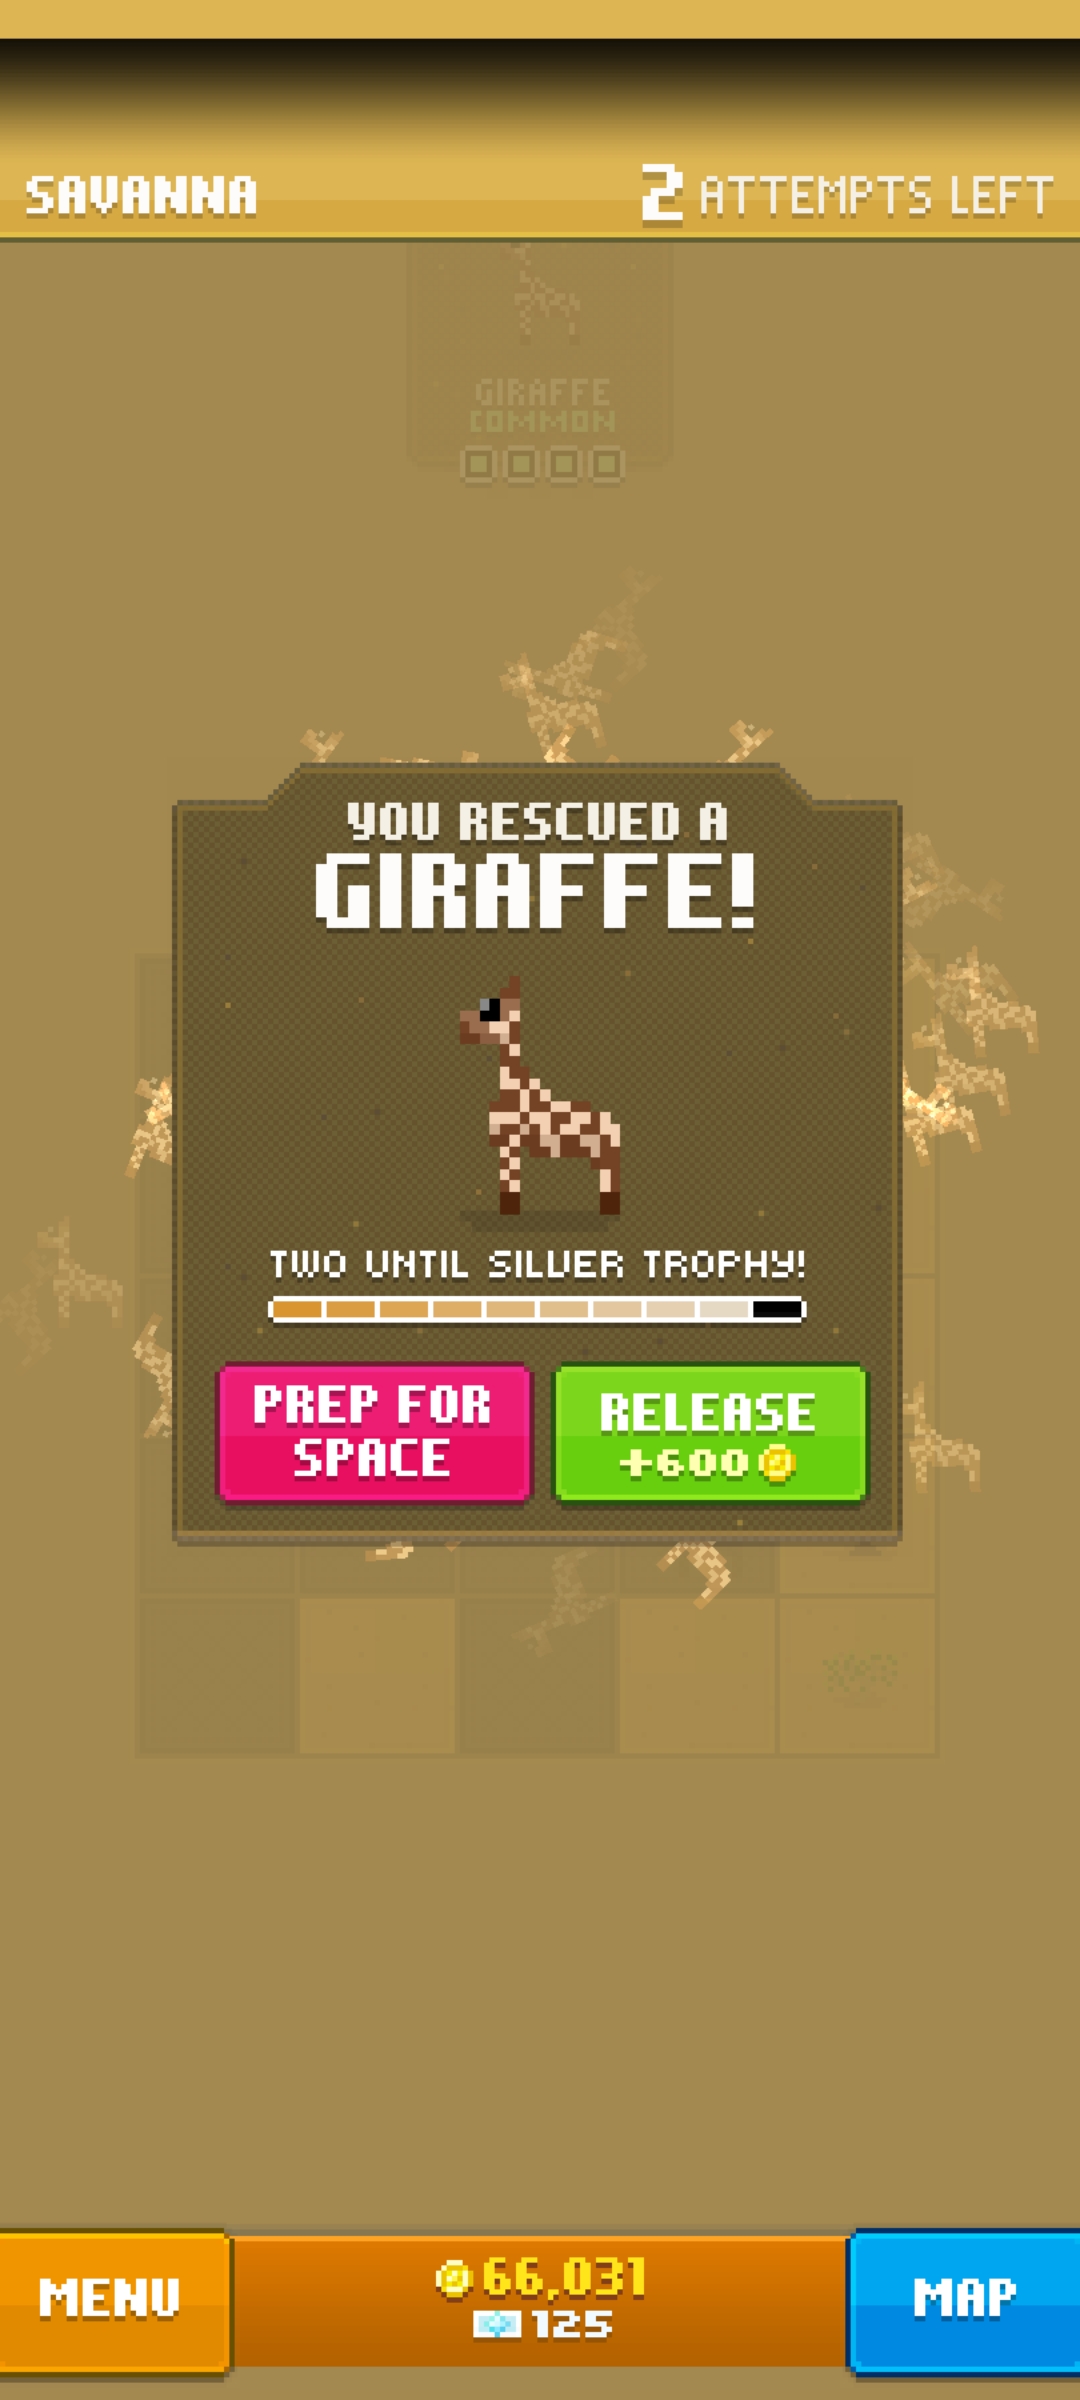 SAVANNA
2 ATTEMPTS LEFT
GIRAFFE
COMMON
YOU RESCUED A
GIRAFFE!
TWO UNTIL SILVER TROPHY!
PREP FOR
SPACE
RELEASE
+600
MENU
66,031
125
MAP